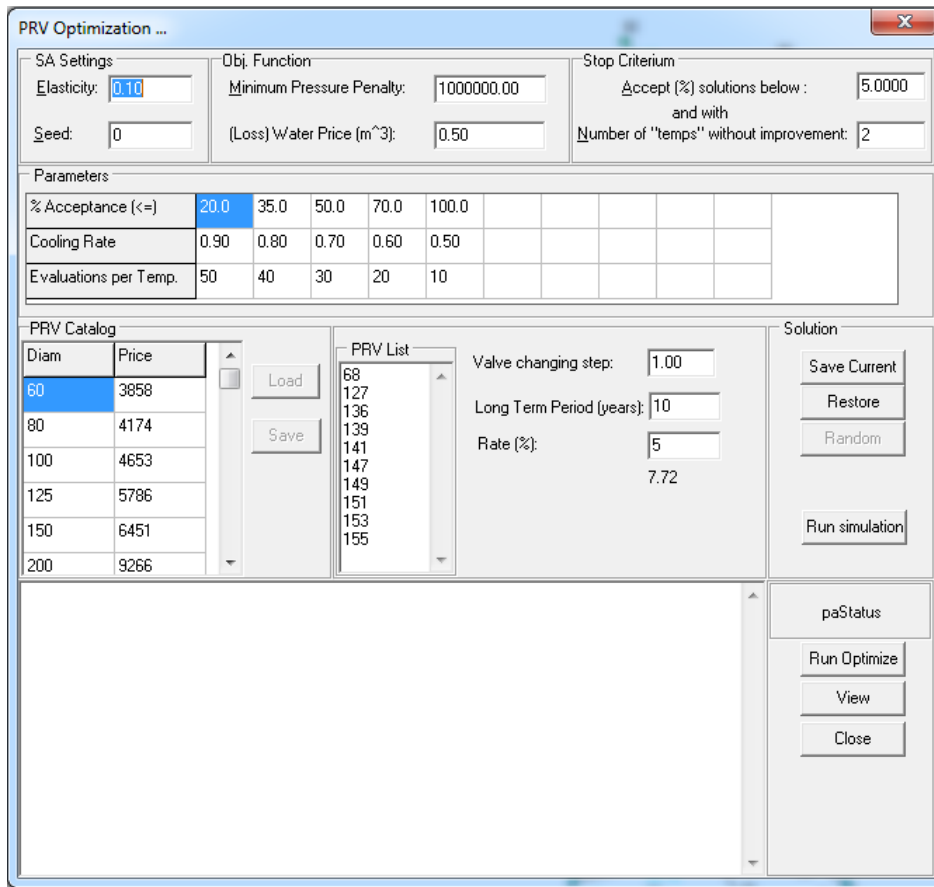 PRV Optimization ...
SA Settings
Elasticity: 0.10
Seed: 0
Obj. Function
Minimum Pressure Penalty: 1000000.00
(Loss) Water Price (m^3): 0.50
Stop Criterium
Accept (%) solutions below : 5.0000
and with
Number of "temps" without improvement: 2
Parameters
% Acceptance (<=) 20.0 35.0 50.0 70.0 100.0
Cooling Rate 0.90 0.80 0.70 0.60 0.50
Evaluations per Temp. 50 40 30 20 10
PRV Catalog
Diam Price
60 3858
80 4174
100 4653
125 5786
150 6451
200 9266
Load
Save
PRV List
68
127
136
139
141
147
149
151
153
155
Valve changing step: 1.00
Long Term Period (years): 10
Rate (%): 5
7.72
Solution
Save Current
Restore
Random
Run simulation
paStatus
Run Optimize
View
Close